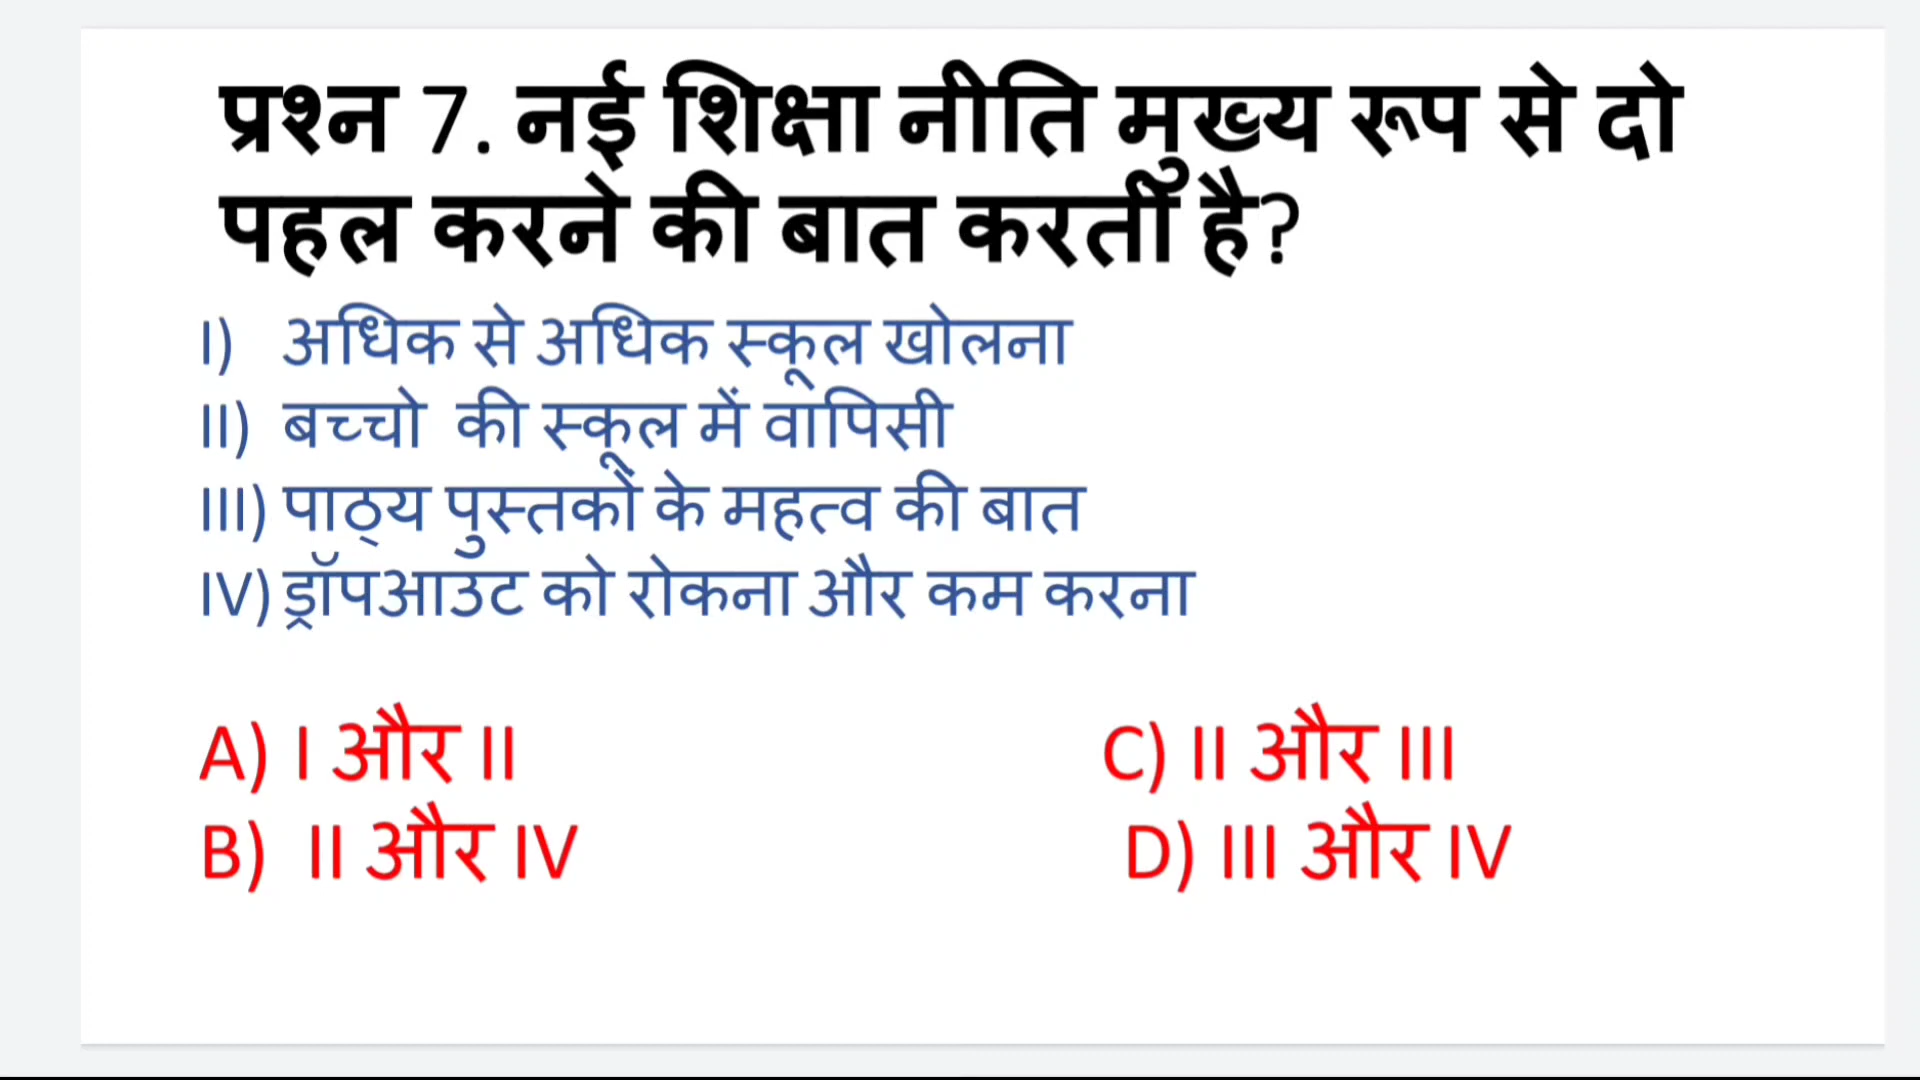 प्रश्न 7. नई शिक्षा नीति मुख्य रूप से दो
पहल करने की बात करती है?
I) अधिक से अधिक स्कूल खोलना
II) बच्चो की स्कूल में वापिसी
III) पाठ्य पुस्तकों के महत्व की बात
IV) ड्रॉपआउट को रोकना और कम करना
A) I और II
C) II और III
B) II और IV
D) III और IV